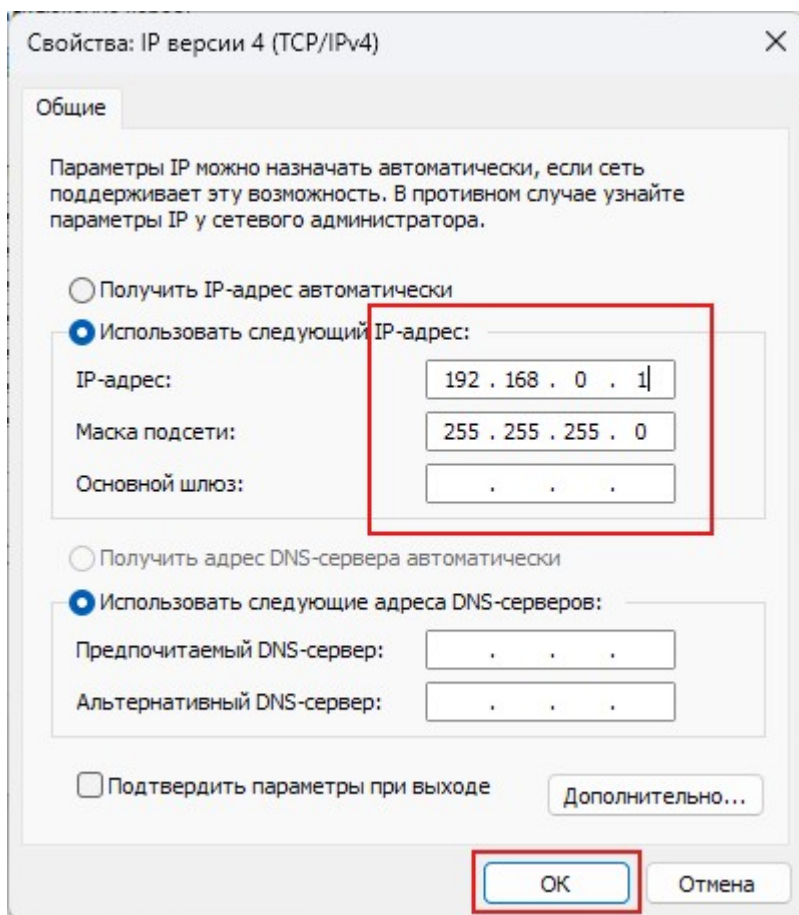 Свойства: IP версии 4 (TCP/IPv4)
Общие
Параметры IP можно назначать автоматически, если сеть
поддерживает эту возможность. В противном случае узнайте
параметры IP у сетевого администратора.
Получить IP-адрес автоматически
Использовать следующий IP-адрес:
IP-адрес: 192 . 168 . 0 . 1
Маска подсети: 255 . 255 . 255 . 0
Основной шлюз: . . .
Получить адрес DNS-сервера автоматически
Использовать следующие адреса DNS-серверов:
Предпочитаемый DNS-сервер: . . .
Альтернативный DNS-сервер: . . .
Подтвердить параметры при выходе
Дополнительно...
ОК Отмена